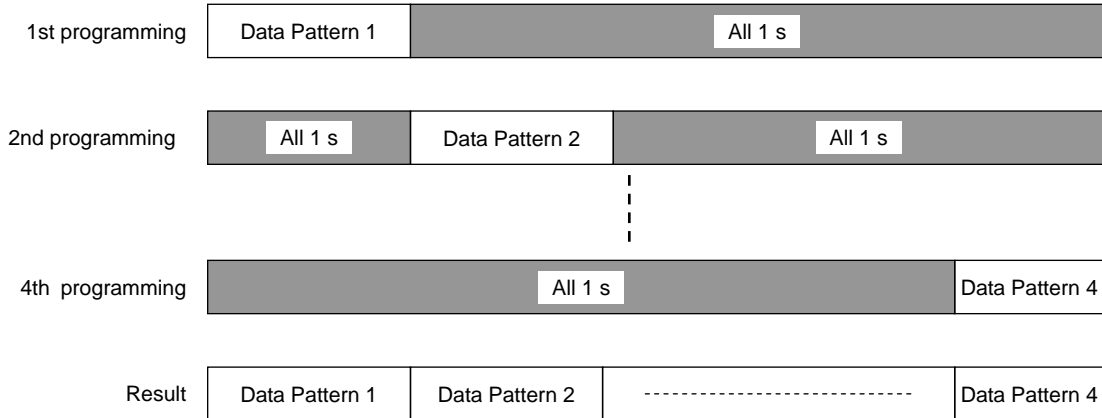 1st programming Data Pattern 1 All 1 s
2nd programming All 1 s Data Pattern 2 All 1 s
4th programming All 1 s Data Pattern 4
Result Data Pattern 1 Data Pattern 2 Data Pattern 4